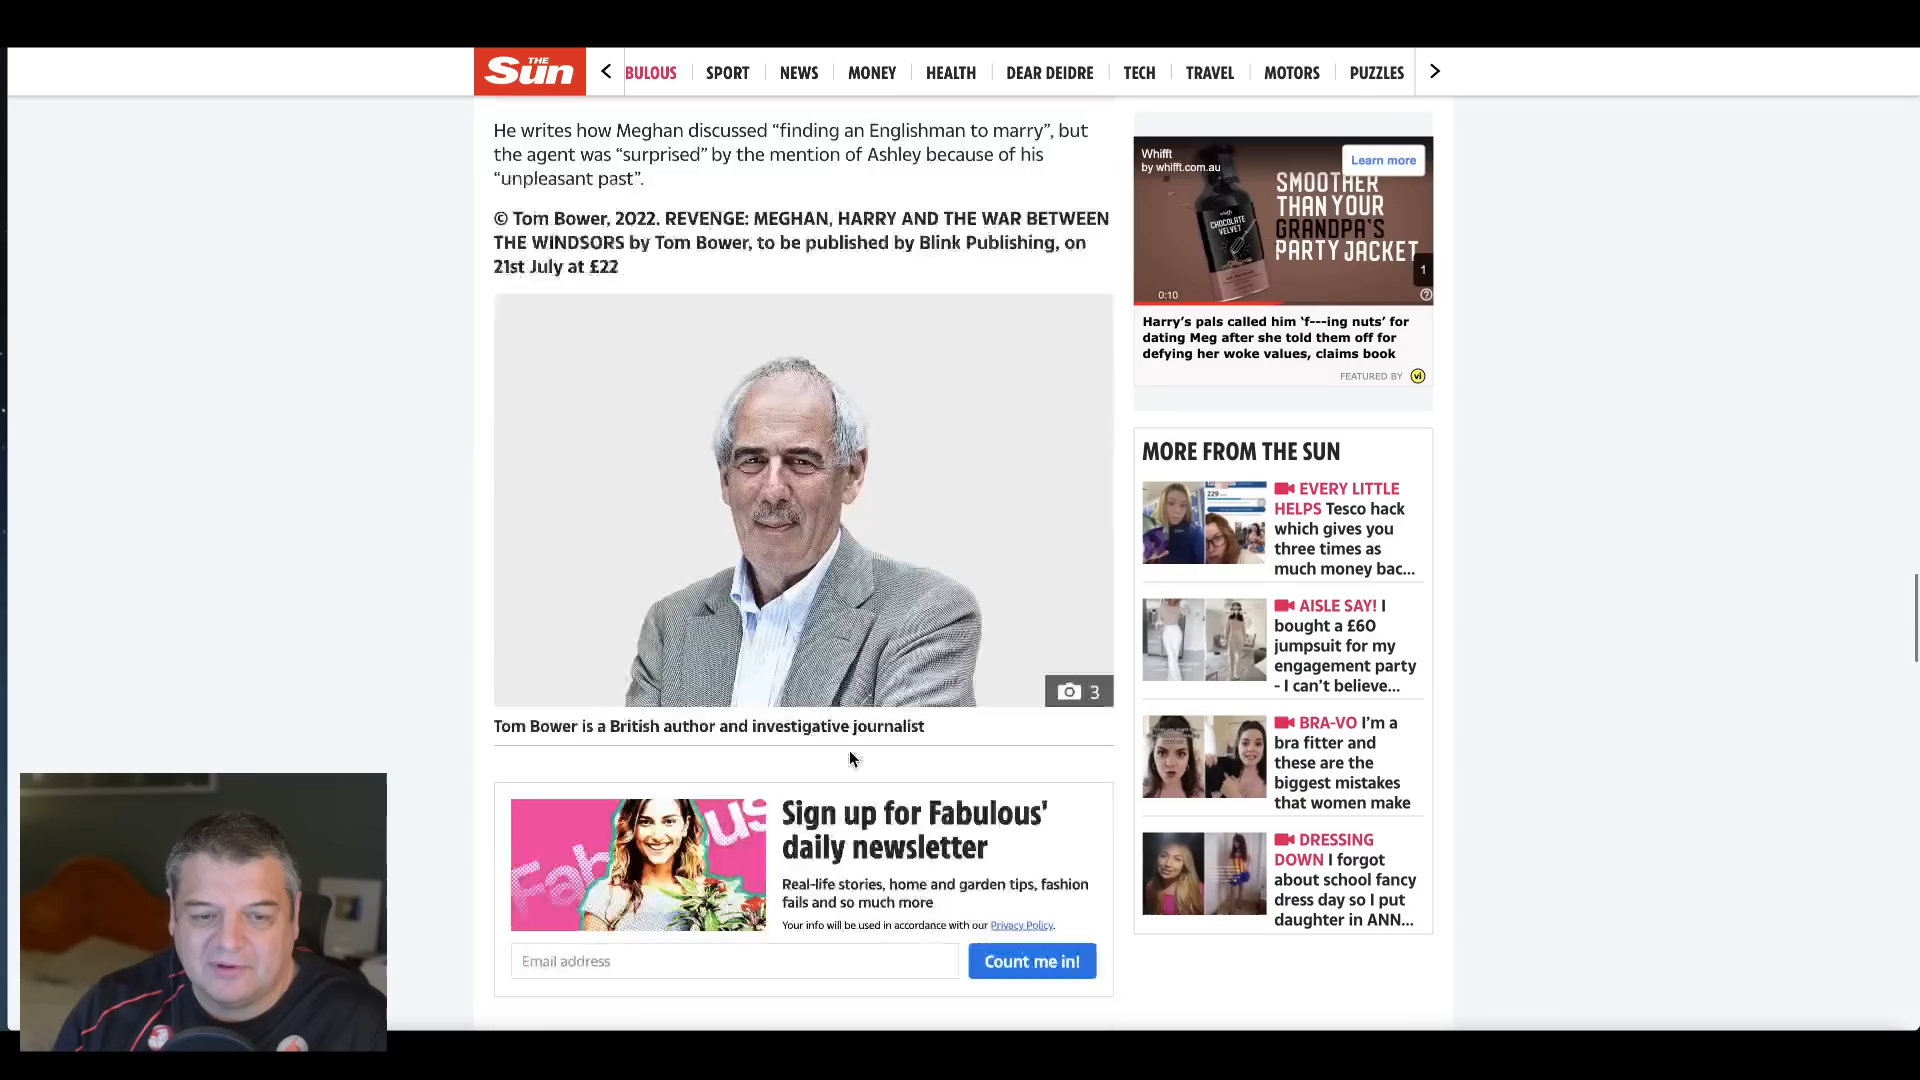 THE
Sun
BULOUS
SPORT
NEWS
MONEY
HEALTH
DEAR DEIDRE
TECH
TRAVEL
MOTORS
PUZZLES
He writes how Meghan discussed “finding an Englishman to marry”, but
the agent was “surprised” by the mention of Ashley because of his
“unpleasant past”.
© Tom Bower, 2022. REVENGE: MEGHAN, HARRY AND THE WAR BETWEEN
THE WINDSORS by Tom Bower, to be published by Blink Publishing, on
21st July at £22
3
Tom Bower is a British author and investigative journalist
Fabulous
Sign up for Fabulous'
daily newsletter
Real-life stories, home and garden tips, fashion
fails and so much more
Your info will be used in accordance with our Privacy Policy.
Email address
Count me in!
Whifft
by whifft.com.au
Learn more
CHOCOLATE
VELVET
SMOOTHER
THAN YOUR
GRANDPA'S
PARTY JACKET
1
0:10
Harry’s pals called him ‘f---ing nuts’ for
dating Meg after she told them off for
defying her woke values, claims book
FEATURED BY
vi
MORE FROM THE SUN
229
EVERY LITTLE
HELPS Tesco hack
which gives you
three times as
much money bac...
AISLE SAY! I
bought a £60
jumpsuit for my
engagement party
- I can’t believe...
BRA-VO I’m a
bra fitter and
these are the
biggest mistakes
that women make
DRESSING
DOWN I forgot
about school fancy
dress day so I put
daughter in ANN...